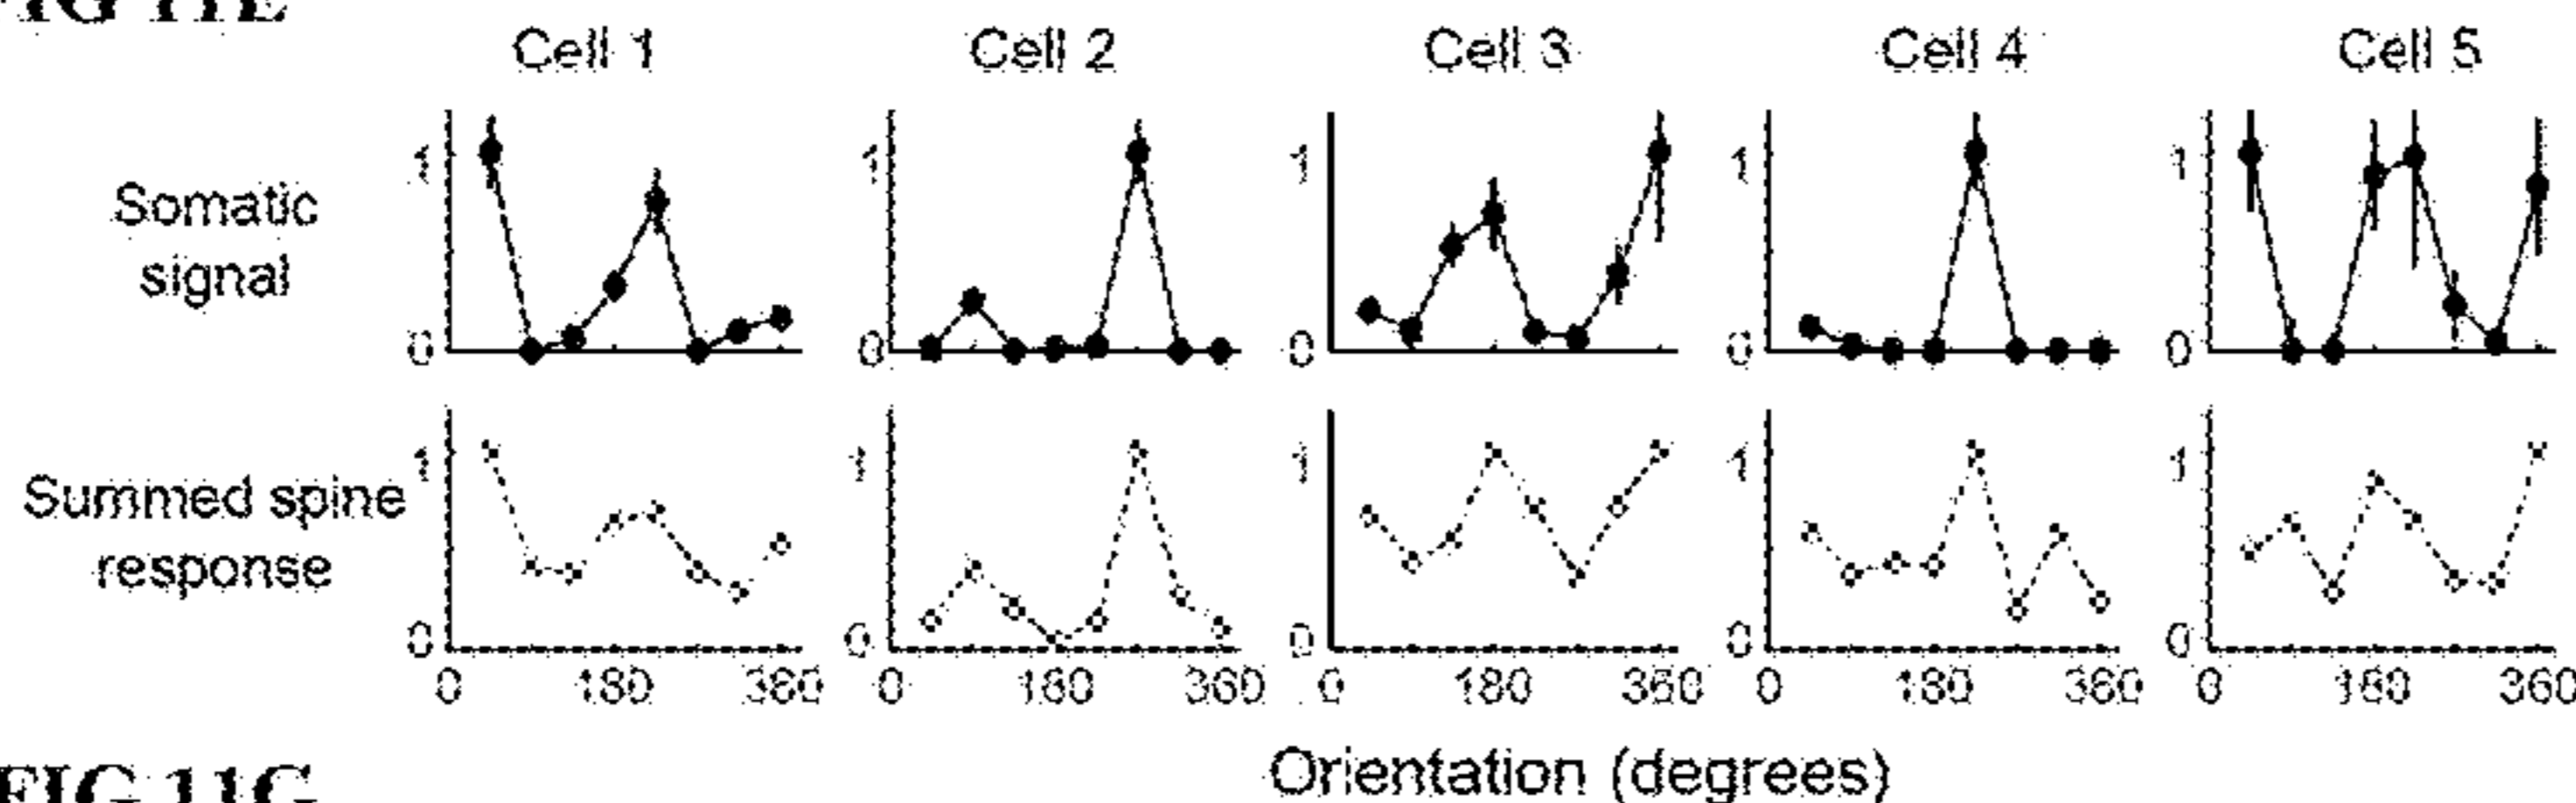 FIG 11E
Cell 1 Cell 2 Cell 3 Cell 4 Cell 5
Somatic
signal
1 1 1 1 1
0 0 0 0 0
Summed spine
response
1 1 1 1 1
0 0 0 0 0
0 180 360 0 180 360 0 180 360 0 180 360 0 180 360
Orientation (degrees)
FIG 11G